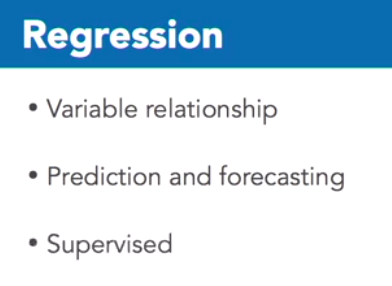 Regression
• Variable relationship
• Prediction and forecasting
• Supervised